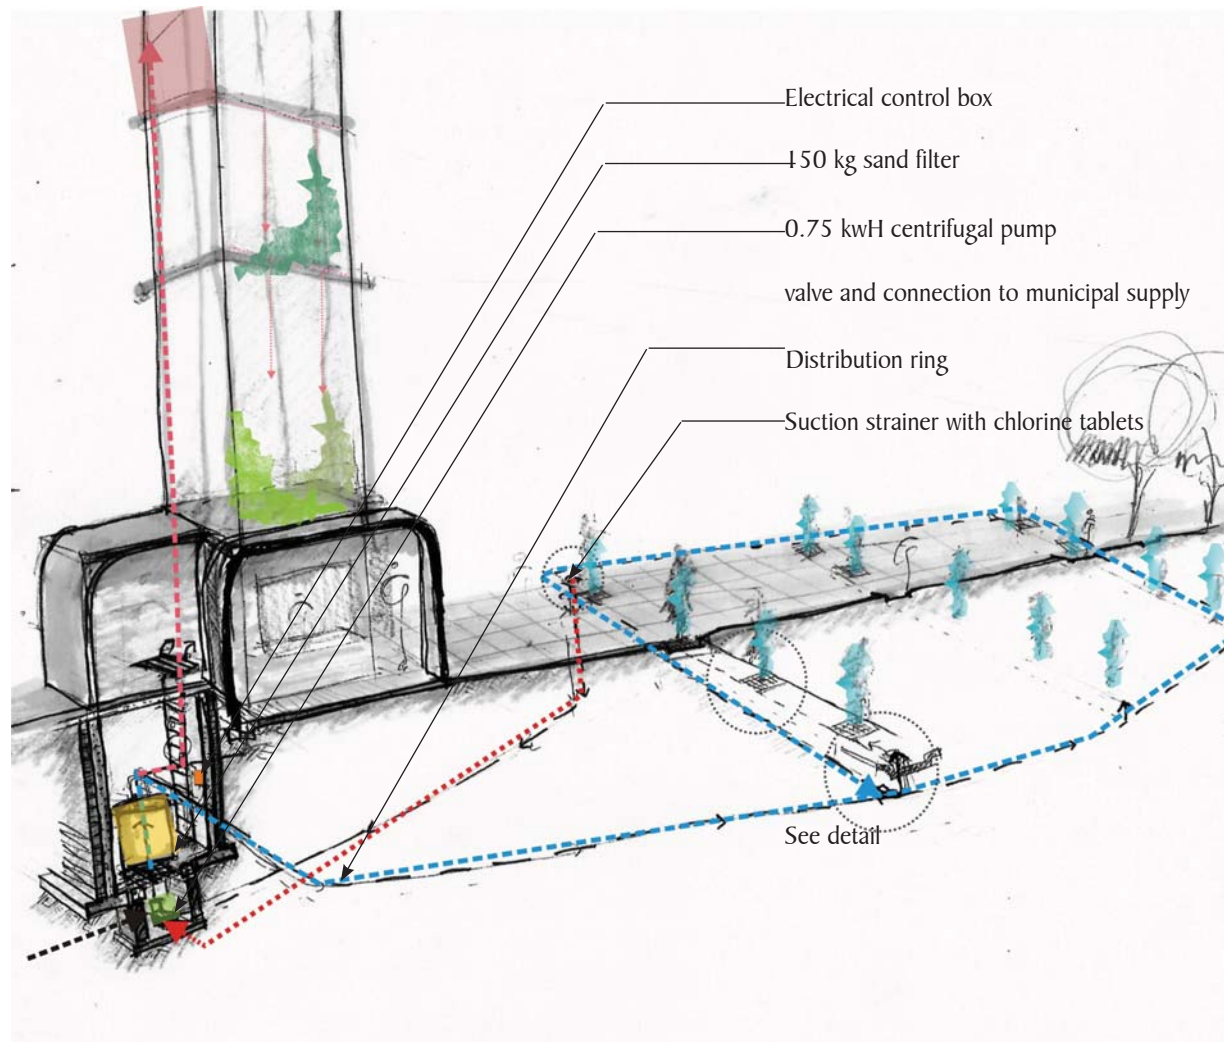 Electrical control box
150 kg sand filter
0.75 kwH centrifugal pump
valve and connection to municipal supply
Distribution ring
Suction strainer with chlorine tablets
See detail